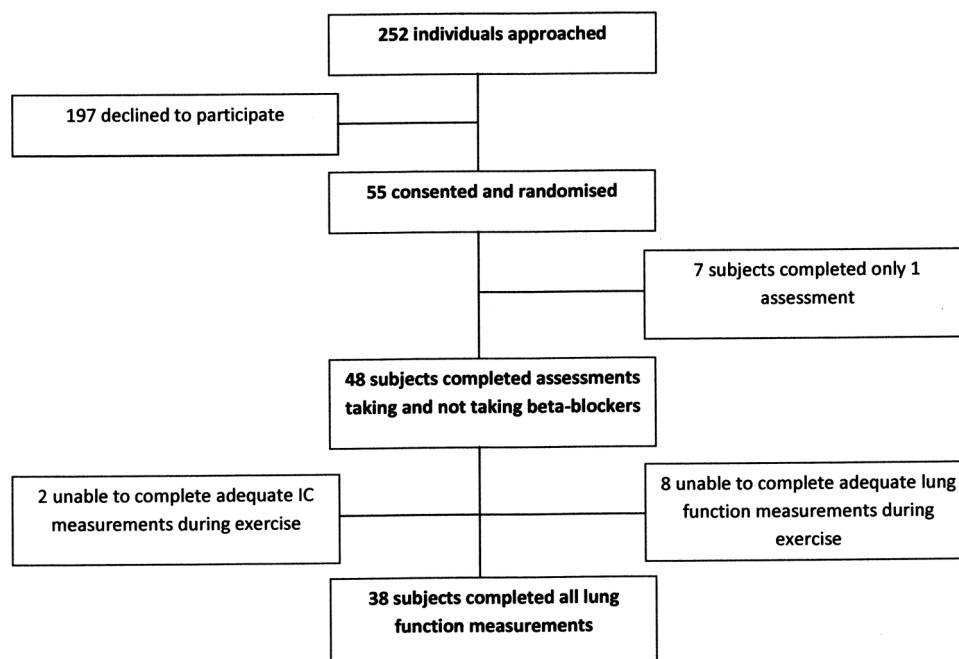 252 individuals approached
197 declined to participate
55 consented and randomised
7 subjects completed only 1
assessment
48 subjects completed assessments
taking and not taking beta-blockers
2 unable to complete adequate IC
measurements during exercise
8 unable to complete adequate lung
function measurements during
exercise
38 subjects completed all lung
function measurements